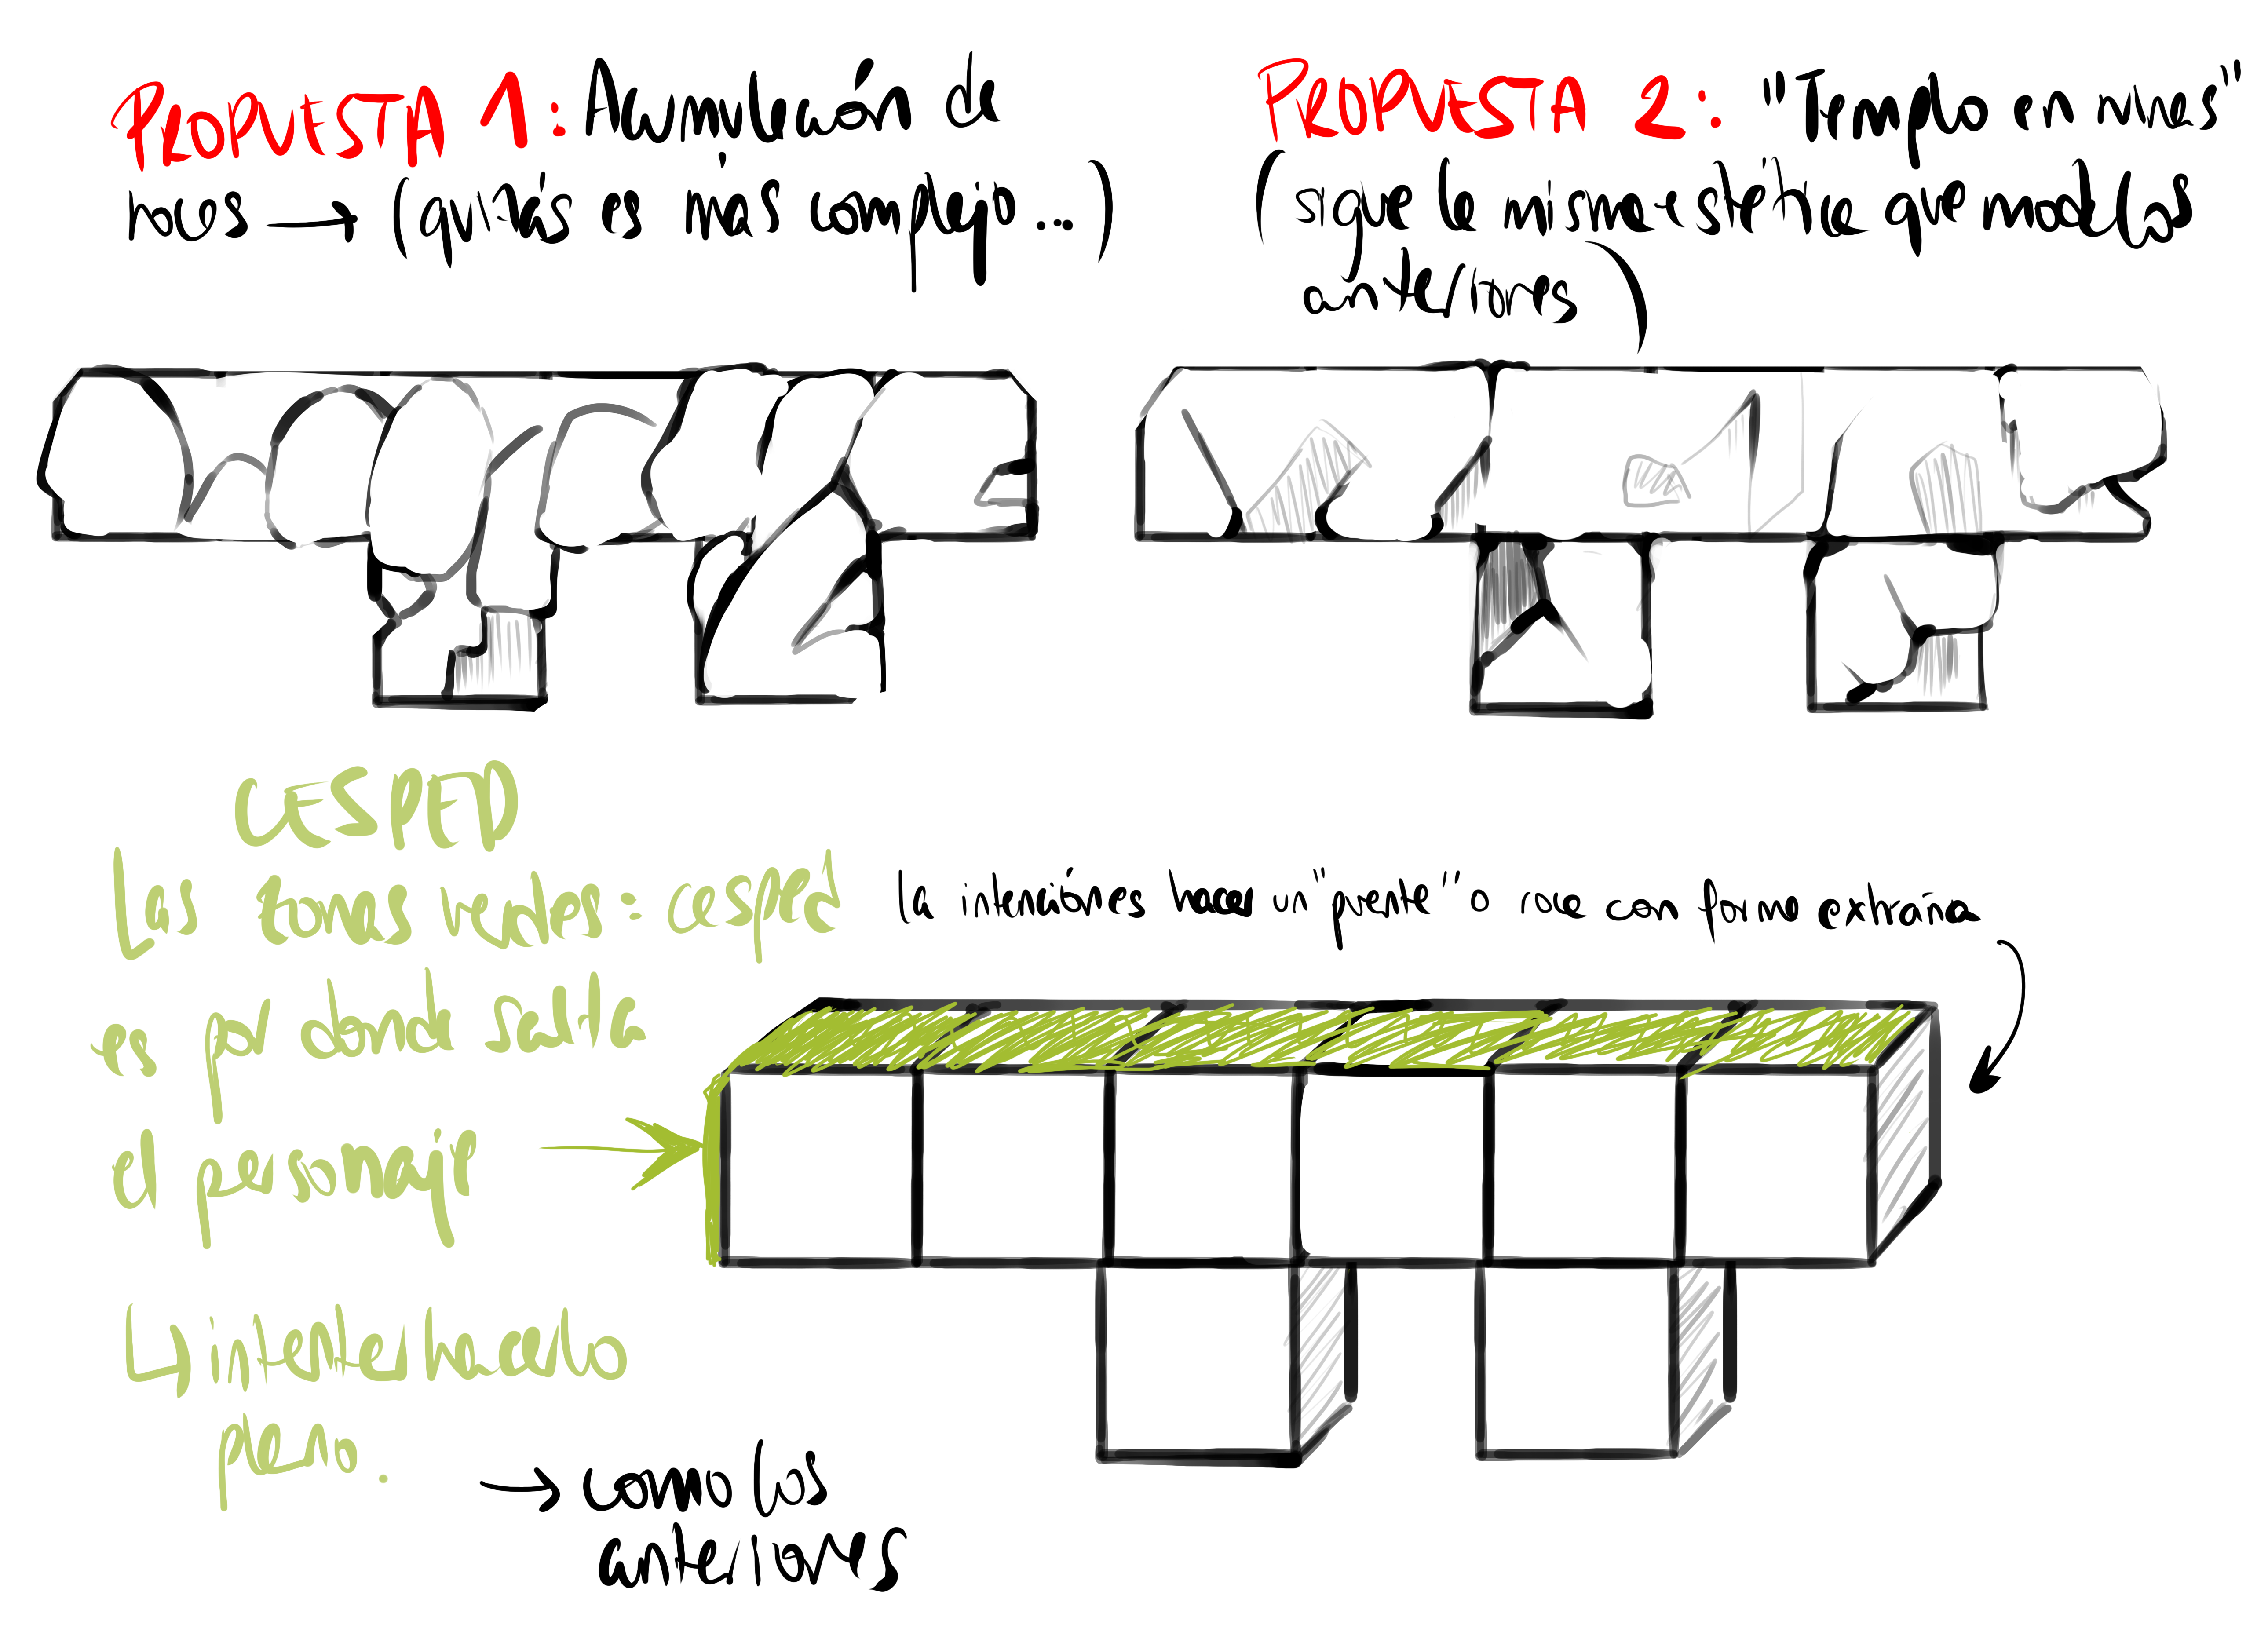 PROPUESTA 1: Acumulación de
rocas → (quizás es más complejo...)
PROPUESTA 2: "Templo en ruinas"
(sigue la misma estética que modelos
anteriores)
CESPED
Las zonas verdes: cesped
es por donde salta
el personaje
↳ intenta hacerlo
plano.
→ como los
anteriores
la intención es hacer un "puente" o roca con forma extraña